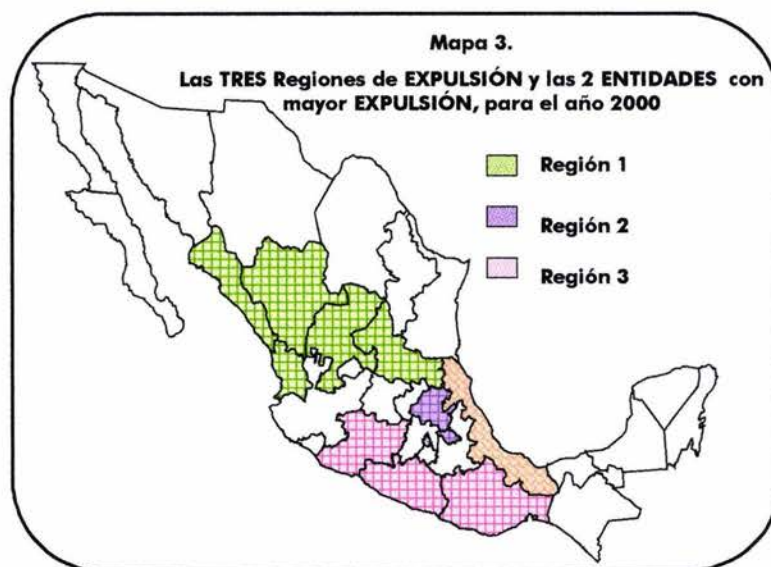 Mapa 3.
Las TRES Regiones de EXPULSIÓN y las 2 ENTIDADES con
mayor EXPULSIÓN, para el año 2000
Región 1
Región 2
Región 3